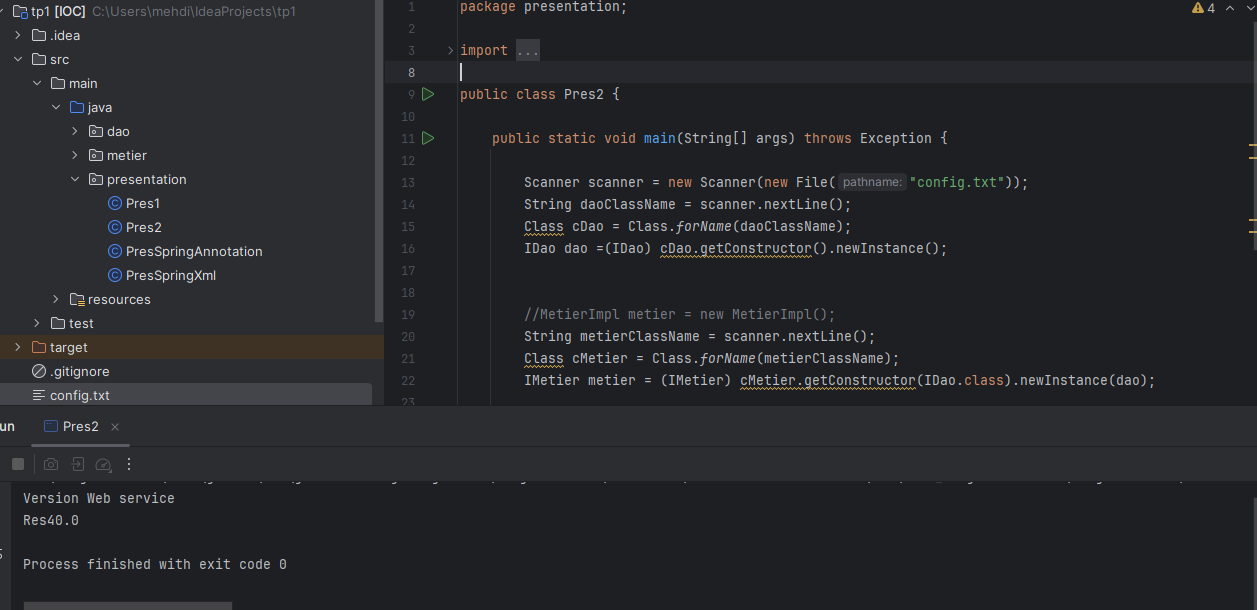 tp1 [IOC] C:\Users\mehdi\IdeaProjects\tp1
.idea
src
main
java
dao
metier
presentation
Pres1
Pres2
PresSpringAnnotation
PresSpringXml
resources
test
target
.gitignore
config.txt
4
1 package presentation;
2
3 import ...
8
9 public class Pres2 {
10
11 public static void main(String[] args) throws Exception {
12
13 Scanner scanner = new Scanner(new File( pathname: "config.txt"));
14 String daoClassName = scanner.nextLine();
15 Class cDao = Class.forName(daoClassName);
16 IDao dao =(IDao) cDao.getConstructor().newInstance();
17
18
19 //MetierImpl metier = new MetierImpl();
20 String metierClassName = scanner.nextLine();
21 Class cMetier = Class.forName(metierClassName);
22 IMetier metier = (IMetier) cMetier.getConstructor(IDao.class).newInstance(dao);
23
un Pres2
Version Web service
Res40.0
Process finished with exit code 0